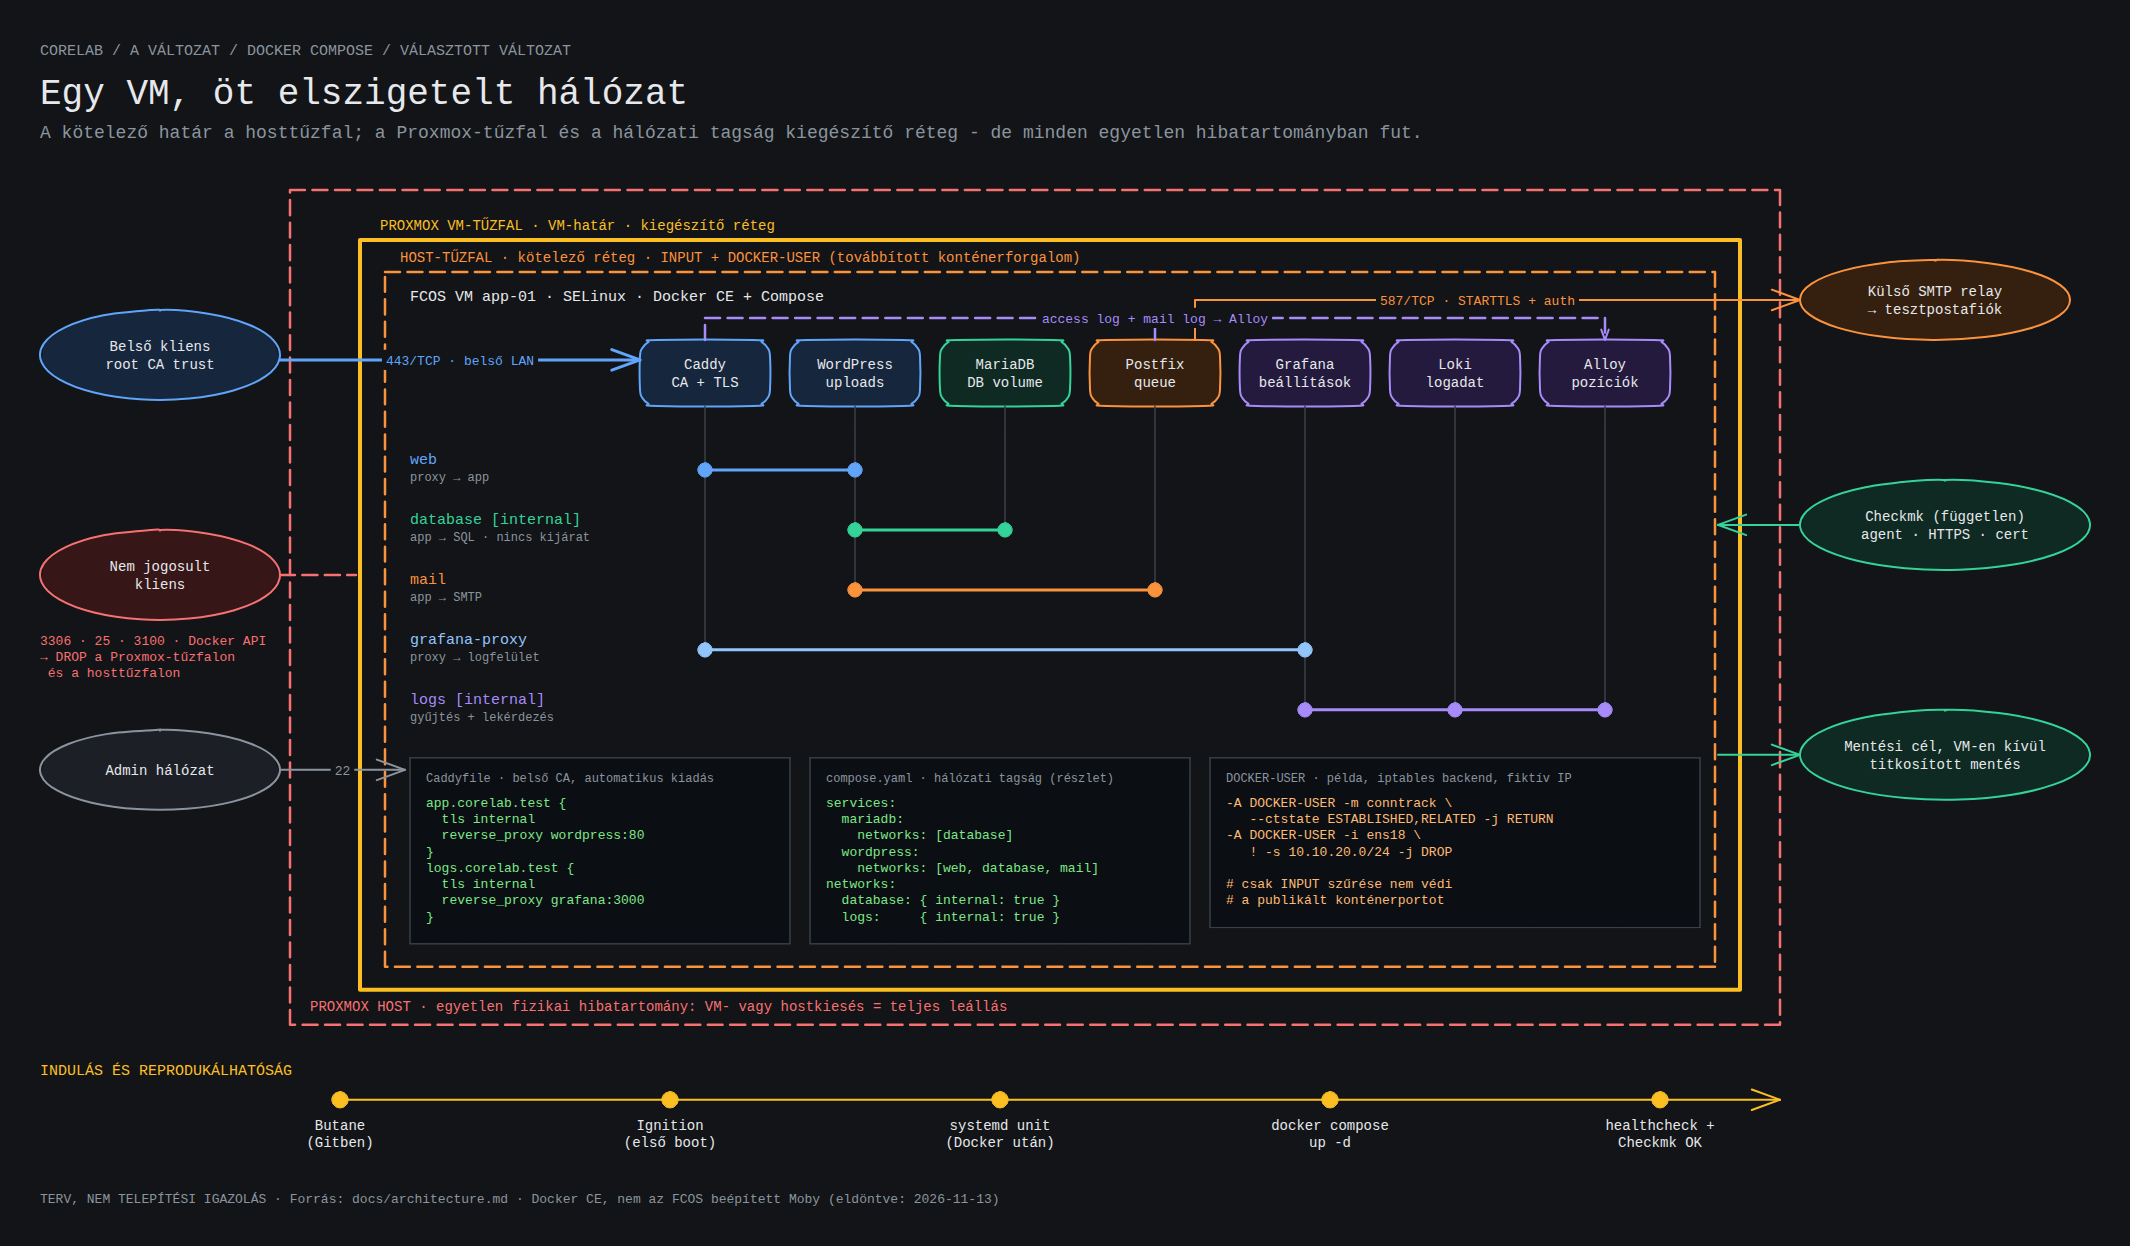 CORELAB / A VÁLTOZAT / DOCKER COMPOSE / VÁLASZTOTT VÁLTOZAT
Egy VM, öt elszigetelt hálózat
A kötelező határ a hosttűzfal; a Proxmox-tűzfal és a hálózati tagság kiegészítő réteg - de minden egyetlen hibatartományban fut.
PROXMOX VM-TŰZFAL · VM-határ · kiegészítő réteg
HOST-TŰZFAL · kötelező réteg · INPUT + DOCKER-USER (továbbított konténerforgalom)
FCOS VM app-01 · SELinux · Docker CE + Compose
587/TCP · STARTTLS + auth
access log + mail log → Alloy
Külső SMTP relay
→ tesztpostafiók
Belső kliens
root CA trust
443/TCP · belső LAN
Caddy
CA + TLS
WordPress
uploads
MariaDB
DB volume
Postfix
queue
Grafana
beállítások
Loki
logadat
Alloy
pozíciók
web
proxy → app
database [internal]
app → SQL · nincs kijárat
mail
app → SMTP
grafana-proxy
proxy → logfelület
logs [internal]
gyűjtés + lekérdezés
Nem jogosult
kliens
3306 · 25 · 3100 · Docker API
→ DROP a Proxmox-tűzfalon
és a hosttűzfalon
Admin hálózat
22
Checkmk (független)
agent · HTTPS · cert
Mentési cél, VM-en kívül
titkosított mentés
Caddyfile · belső CA, automatikus kiadás
app.corelab.test {
  tls internal
  reverse_proxy wordpress:80
}
logs.corelab.test {
  tls internal
  reverse_proxy grafana:3000
}
compose.yaml · hálózati tagság (részlet)
services:
  mariadb:
    networks: [database]
  wordpress:
    networks: [web, database, mail]
networks:
  database: { internal: true }
  logs:     { internal: true }
DOCKER-USER · példa, iptables backend, fiktív IP
-A DOCKER-USER -m conntrack \
   --ctstate ESTABLISHED,RELATED -j RETURN
-A DOCKER-USER -i ens18 \
   ! -s 10.10.20.0/24 -j DROP
# csak INPUT szűrése nem védi
# a publikált konténerportot
PROXMOX HOST · egyetlen fizikai hibatartomány: VM- vagy hostkiesés = teljes leállás
INDULÁS ÉS REPRODUKÁLHATÓSÁG
Butane
(Gitben)
Ignition
(első boot)
systemd unit
(Docker után)
docker compose
up -d
healthcheck +
Checkmk OK
TERV, NEM TELEPÍTÉSI IGAZOLÁS · Forrás: docs/architecture.md · Docker CE, nem az FCOS beépített Moby (eldöntve: 2026-11-13)